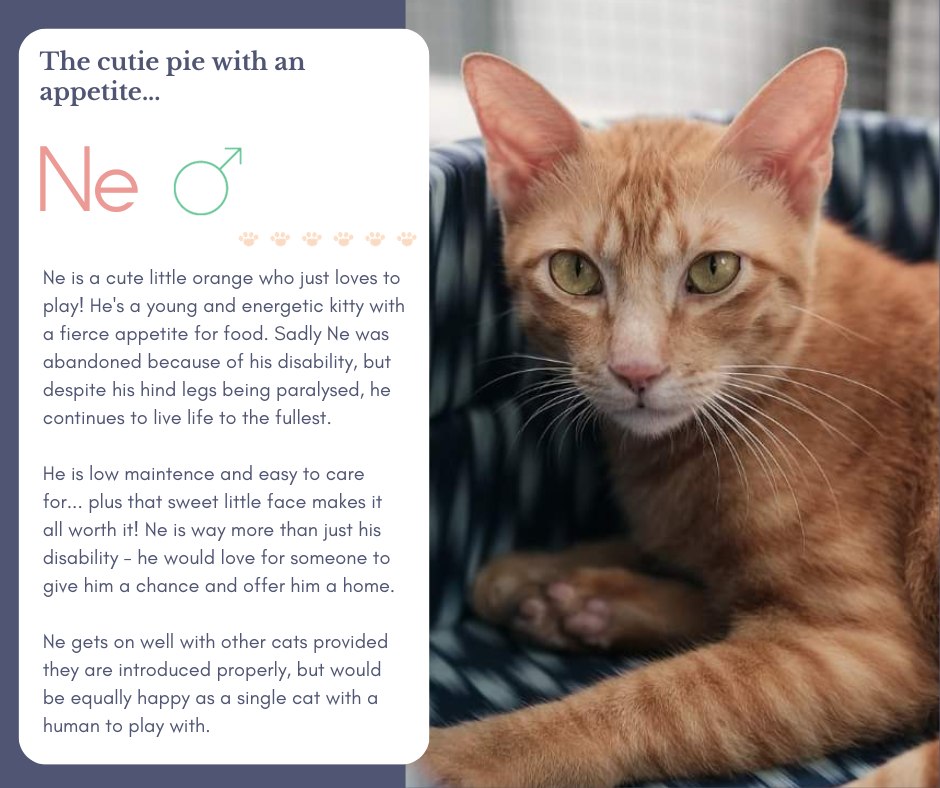 The cutie pie with an
appetite...
Ne
Ne is a cute little orange who just loves to
play! He's a young and energetic kitty with
a fierce appetite for food. Sadly Ne was
abandoned because of his disability, but
despite his hind legs being paralysed, he
continues to live life to the fullest.
He is low maintence and easy to care
for... plus that sweet little face makes it
all worth it! Ne is way more than just his
disability - he would love for someone to
give him a chance and offer him a home.
Ne gets on well with other cats provided
they are introduced properly, but would
be equally happy as a single cat with a
human to play with.